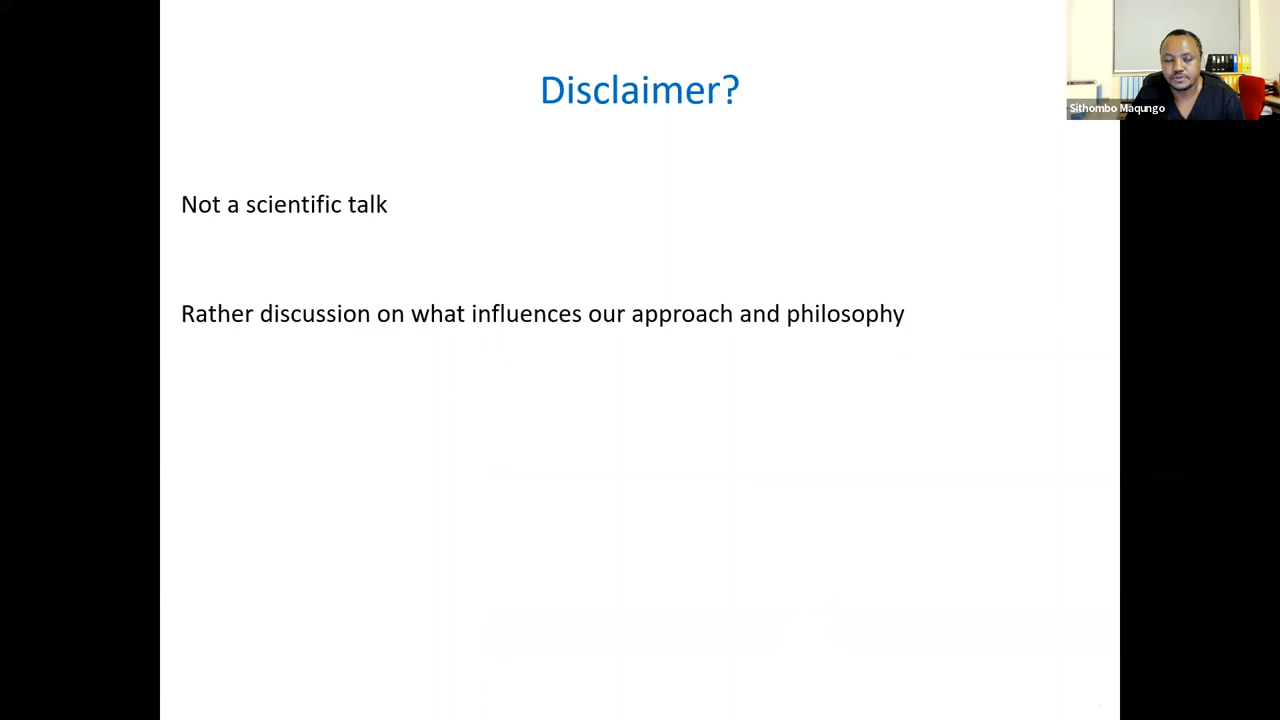 Disclaimer?
Sithombo Maqungo
Not a scientific talk
Rather discussion on what influences our approach and philosophy